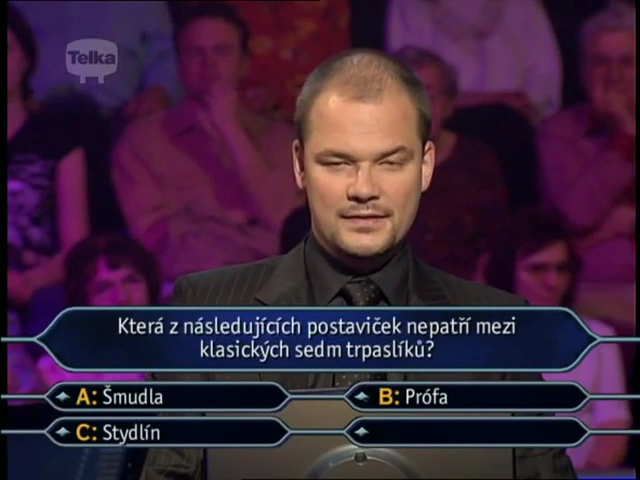 Telka
Která z následujících postaviček nepatří mezi
klasických sedm trpaslíků?
A: Šmudla
B: Prófa
C: Stydlín